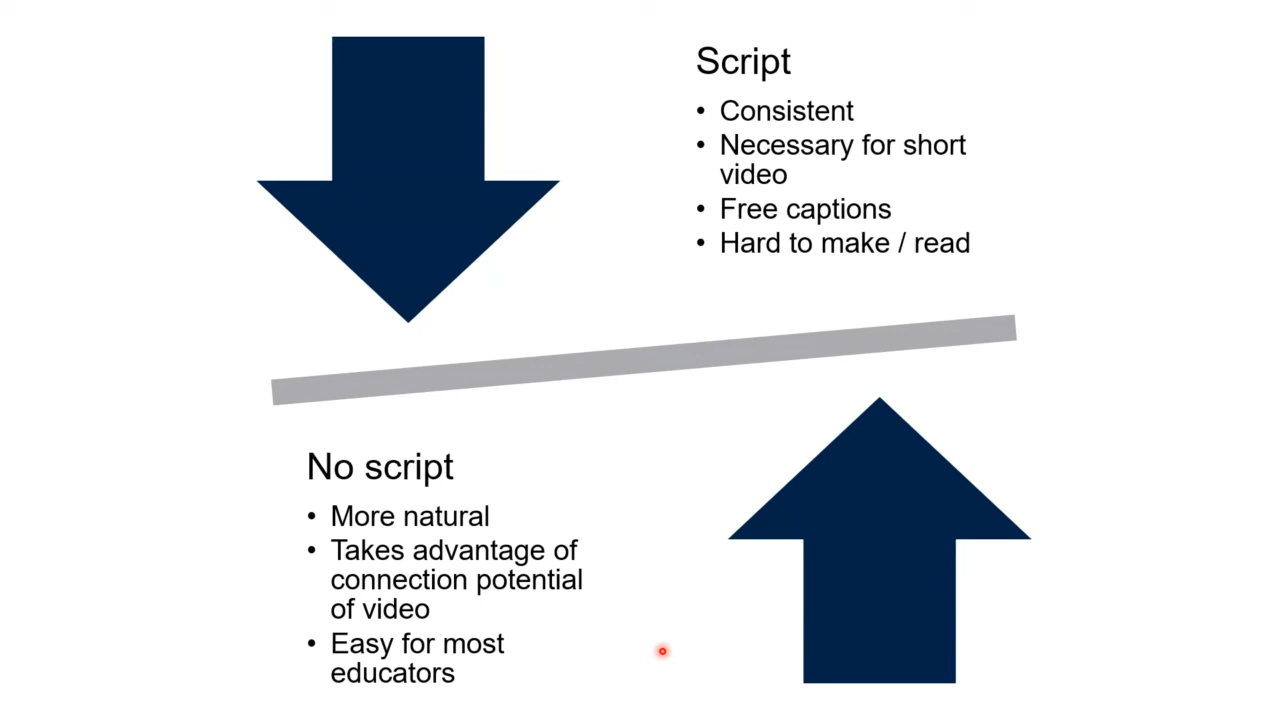 Script
• Consistent
• Necessary for short
video
• Free captions
• Hard to make / read
No script
• More natural
• Takes advantage of
connection potential
of video
• Easy for most
educators